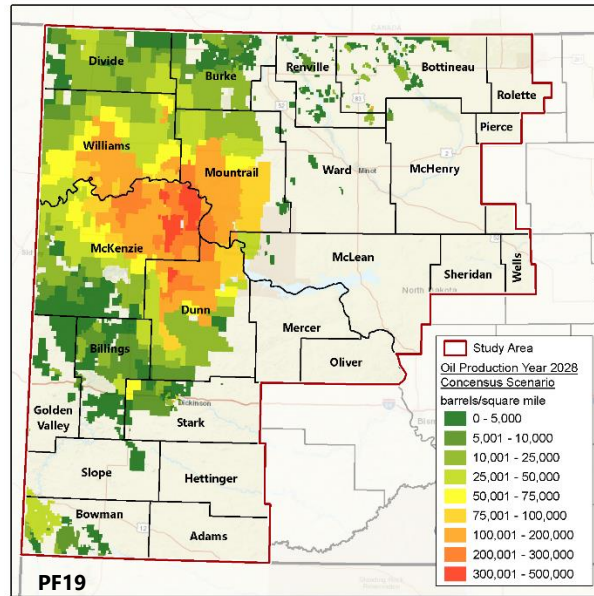 CANADA
Divide
Burke
Renville
Bottineau
Rolette
Pierce
Williams
Mountrail
Ward
Minot
McHenry
McKenzie
McLean
Sheridan
Wells
North Dakota
Dunn
Mercer
Oliver
Billings
Golden
Valley
Dickinson
Stark
Slope
Hettinger
Bowman
Adams
PF19
Study Area
Oil Production Year 2028
Concensus Scenario
barrels/square mile
0 - 5,000
5,001 - 10,000
10,001 - 25,000
25,001 - 50,000
50,001 - 75,000
75,001 - 100,000
100,001 - 200,000
200,001 - 300,000
300,001 - 500,000